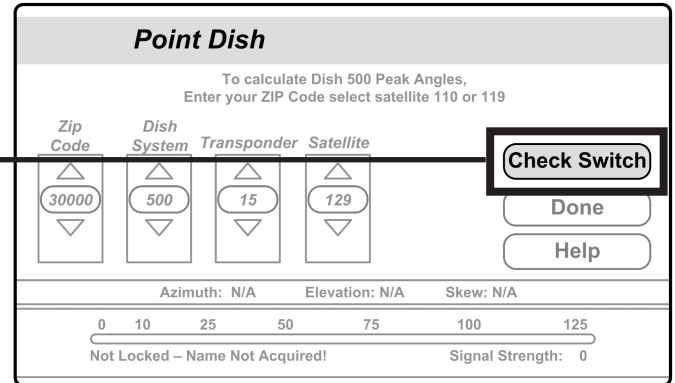 Point Dish
To calculate Dish 500 Peak Angles,
Enter your ZIP Code select satellite 110 or 119
Zip Code
Dish System
Transponder
Satellite
30000
500
15
129
Check Switch
Done
Help
Azimuth: N/A Elevation: N/A Skew: N/A
0 10 25 50 75 100 125
Not Locked – Name Not Acquired! Signal Strength: 0